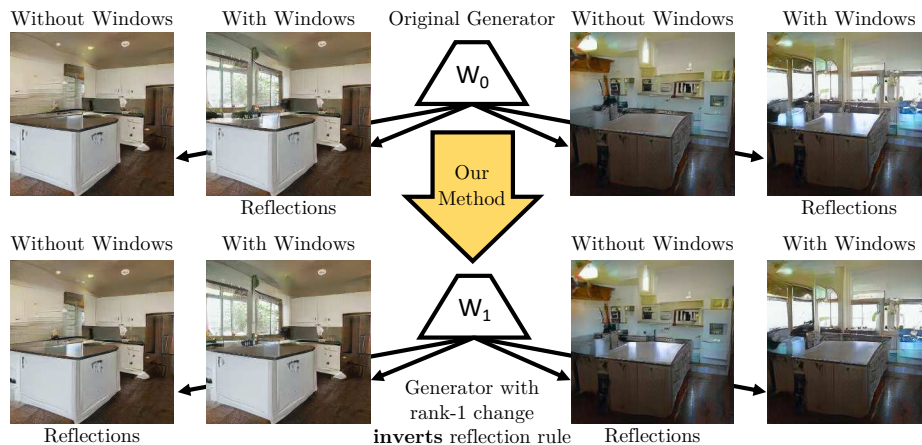 Without Windows
With Windows
Original Generator
Without Windows
With Windows
W0
Our
Method
Reflections
Reflections
Without Windows
With Windows
Without Windows
With Windows
W1
Generator with
rank-1 change
inverts reflection rule
Reflections
Reflections